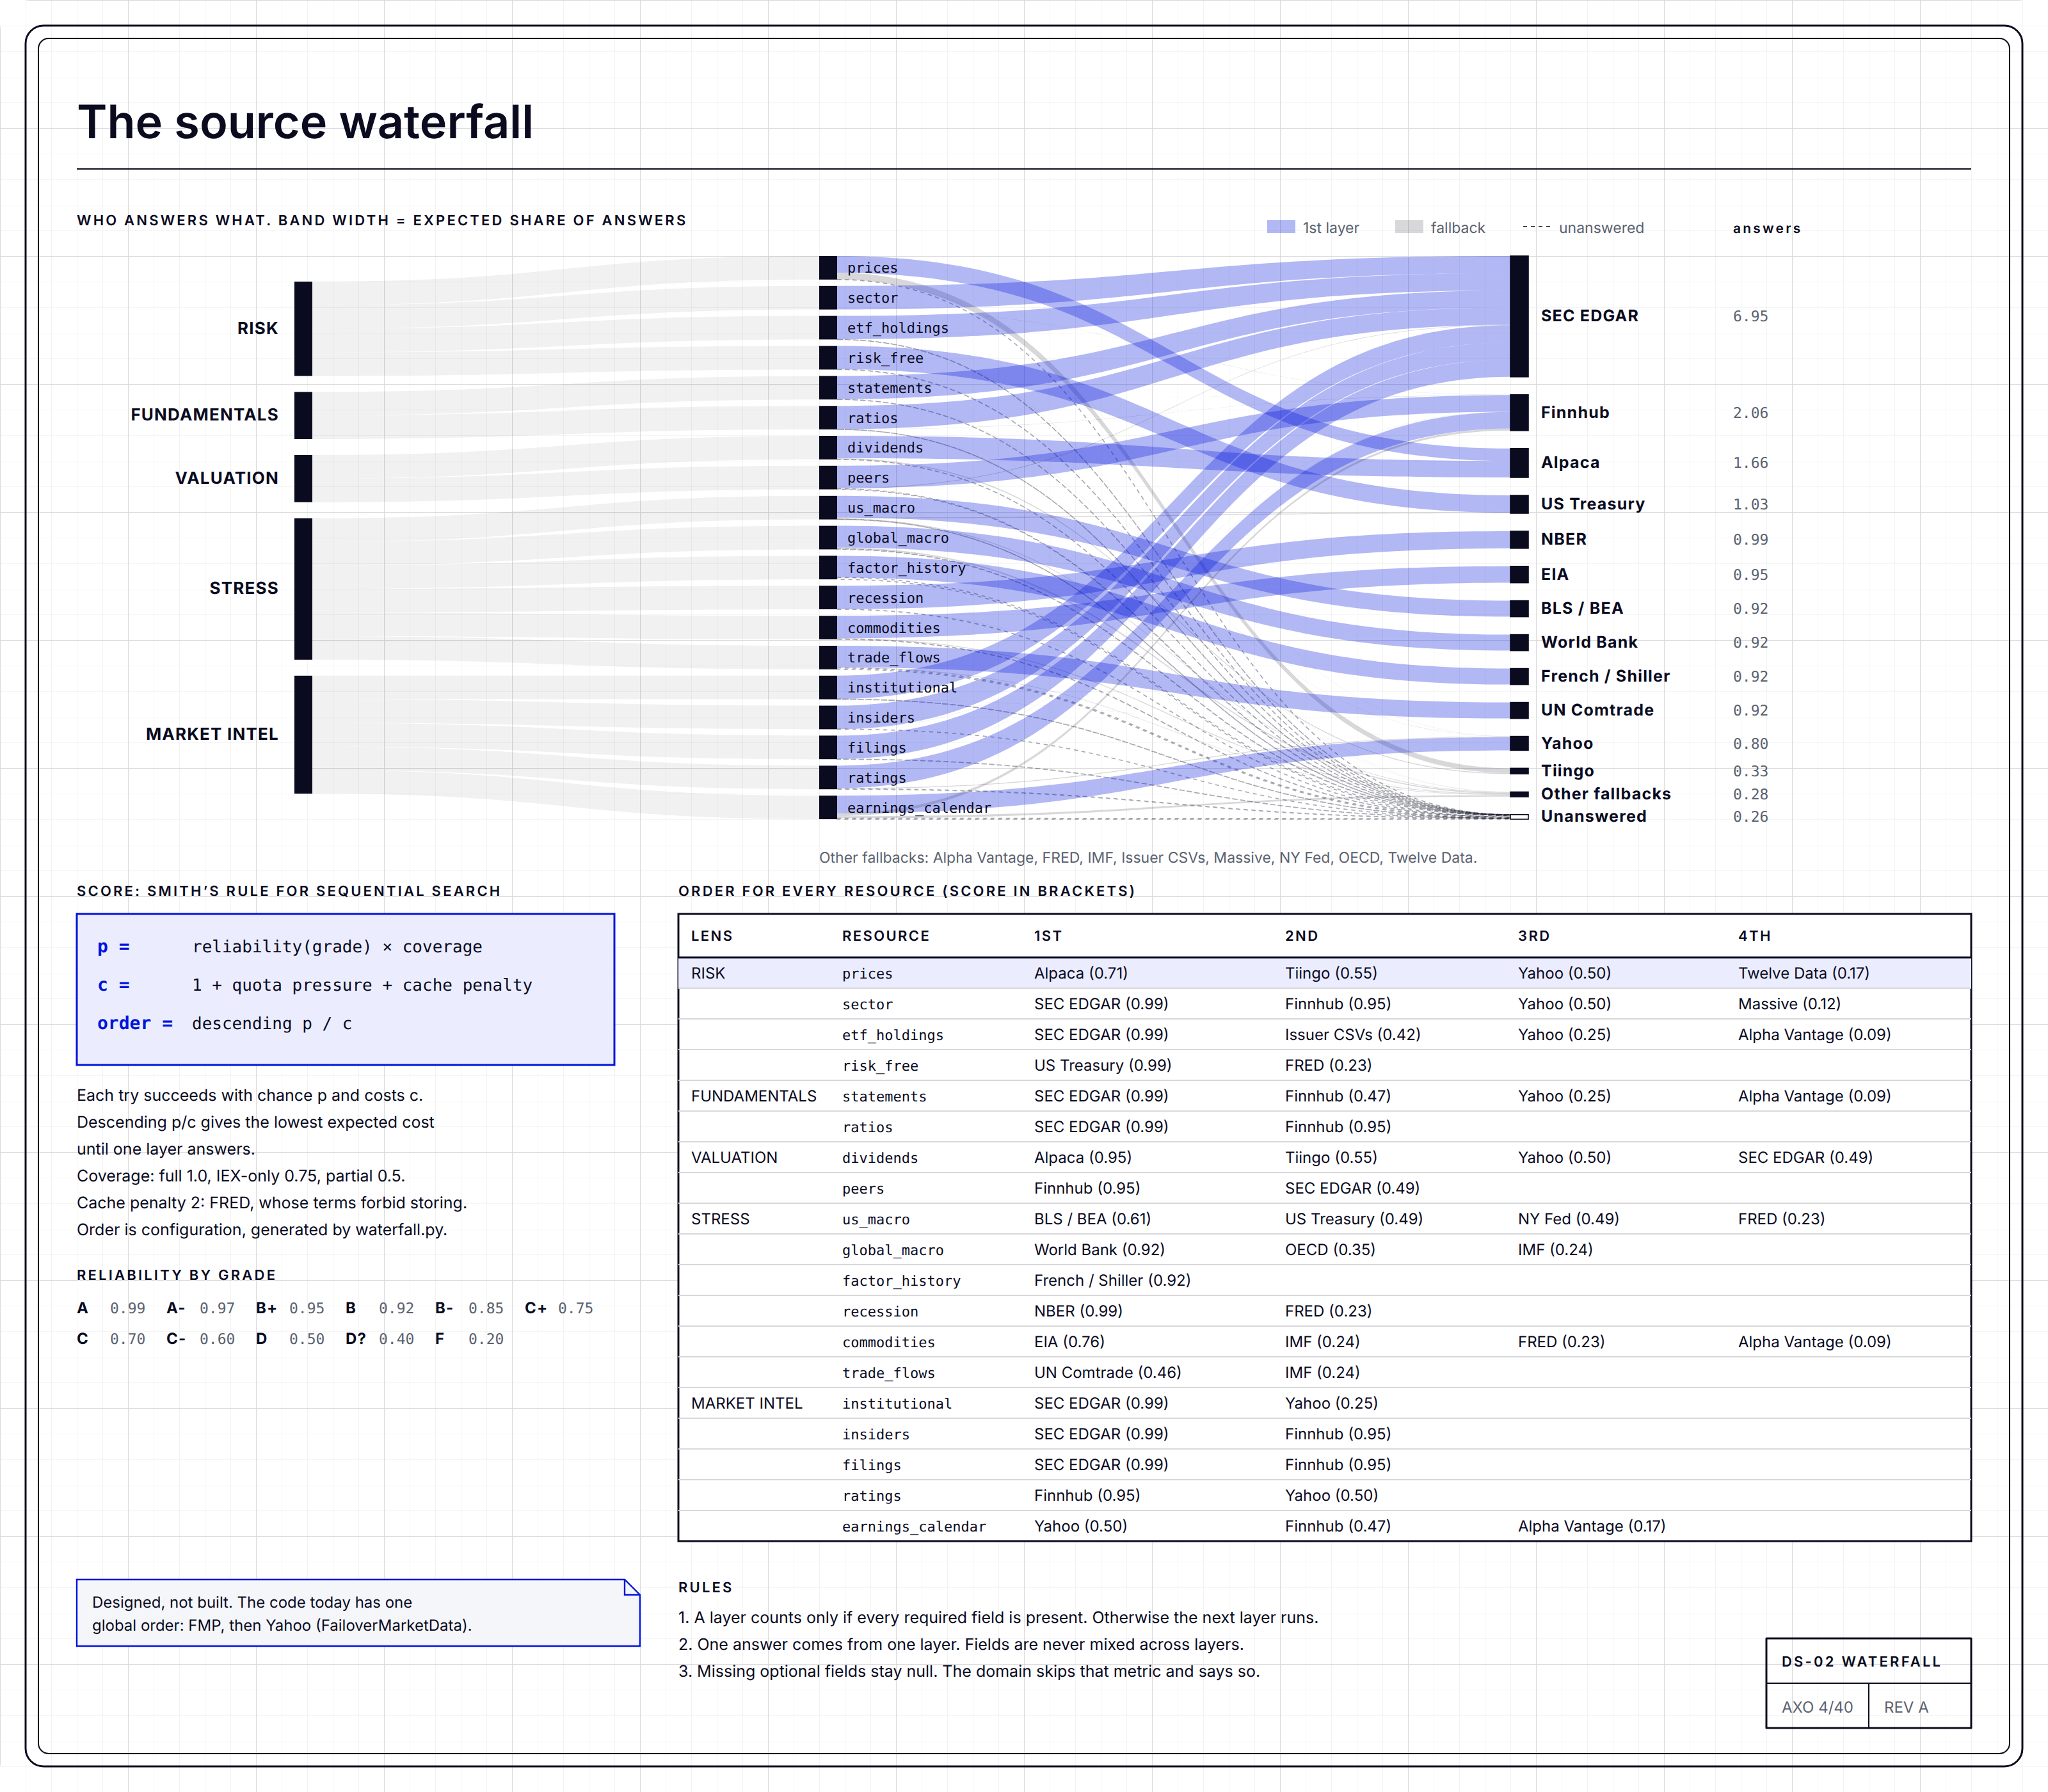 The source waterfall
WHO ANSWERS WHAT. BAND WIDTH = EXPECTED SHARE OF ANSWERS
1st layer fallback unanswered answers
RISK
FUNDAMENTALS
VALUATION
STRESS
MARKET INTEL
prices
sector
etf_holdings
risk_free
statements
ratios
dividends
peers
us_macro
global_macro
factor_history
recession
commodities
trade_flows
institutional
insiders
filings
ratings
earnings_calendar
SEC EDGAR 6.95
Finnhub 2.06
Alpaca 1.66
US Treasury 1.03
NBER 0.99
EIA 0.95
BLS / BEA 0.92
World Bank 0.92
French / Shiller 0.92
UN Comtrade 0.92
Yahoo 0.80
Tiingo 0.33
Other fallbacks 0.28
Unanswered 0.26
Other fallbacks: Alpha Vantage, FRED, IMF, Issuer CSVs, Massive, NY Fed, OECD, Twelve Data.
SCORE: SMITH’S RULE FOR SEQUENTIAL SEARCH
p = reliability(grade) × coverage
c = 1 + quota pressure + cache penalty
order = descending p / c
Each try succeeds with chance p and costs c.
Descending p/c gives the lowest expected cost
until one layer answers.
Coverage: full 1.0, IEX-only 0.75, partial 0.5.
Cache penalty 2: FRED, whose terms forbid storing.
Order is configuration, generated by waterfall.py.
RELIABILITY BY GRADE
A 0.99 A- 0.97 B+ 0.95 B 0.92 B- 0.85 C+ 0.75
C 0.70 C- 0.60 D 0.50 D? 0.40 F 0.20
ORDER FOR EVERY RESOURCE (SCORE IN BRACKETS)
LENS RESOURCE 1ST 2ND 3RD 4TH
RISK prices Alpaca (0.71) Tiingo (0.55) Yahoo (0.50) Twelve Data (0.17)
sector SEC EDGAR (0.99) Finnhub (0.95) Yahoo (0.50) Massive (0.12)
etf_holdings SEC EDGAR (0.99) Issuer CSVs (0.42) Yahoo (0.25) Alpha Vantage (0.09)
risk_free US Treasury (0.99) FRED (0.23)
FUNDAMENTALS statements SEC EDGAR (0.99) Finnhub (0.47) Yahoo (0.25) Alpha Vantage (0.09)
ratios SEC EDGAR (0.99) Finnhub (0.95)
VALUATION dividends Alpaca (0.95) Tiingo (0.55) Yahoo (0.50) SEC EDGAR (0.49)
peers Finnhub (0.95) SEC EDGAR (0.49)
STRESS us_macro BLS / BEA (0.61) US Treasury (0.49) NY Fed (0.49) FRED (0.23)
global_macro World Bank (0.92) OECD (0.35) IMF (0.24)
factor_history French / Shiller (0.92)
recession NBER (0.99) FRED (0.23)
commodities EIA (0.76) IMF (0.24) FRED (0.23) Alpha Vantage (0.09)
trade_flows UN Comtrade (0.46) IMF (0.24)
MARKET INTEL institutional SEC EDGAR (0.99) Yahoo (0.25)
insiders SEC EDGAR (0.99) Finnhub (0.95)
filings SEC EDGAR (0.99) Finnhub (0.95)
ratings Finnhub (0.95) Yahoo (0.50)
earnings_calendar Yahoo (0.50) Finnhub (0.47) Alpha Vantage (0.17)
Designed, not built. The code today has one
global order: FMP, then Yahoo (FailoverMarketData).
RULES
1. A layer counts only if every required field is present. Otherwise the next layer runs.
2. One answer comes from one layer. Fields are never mixed across layers.
3. Missing optional fields stay null. The domain skips that metric and says so.
DS-02 WATERFALL
AXO 4/40 REV A